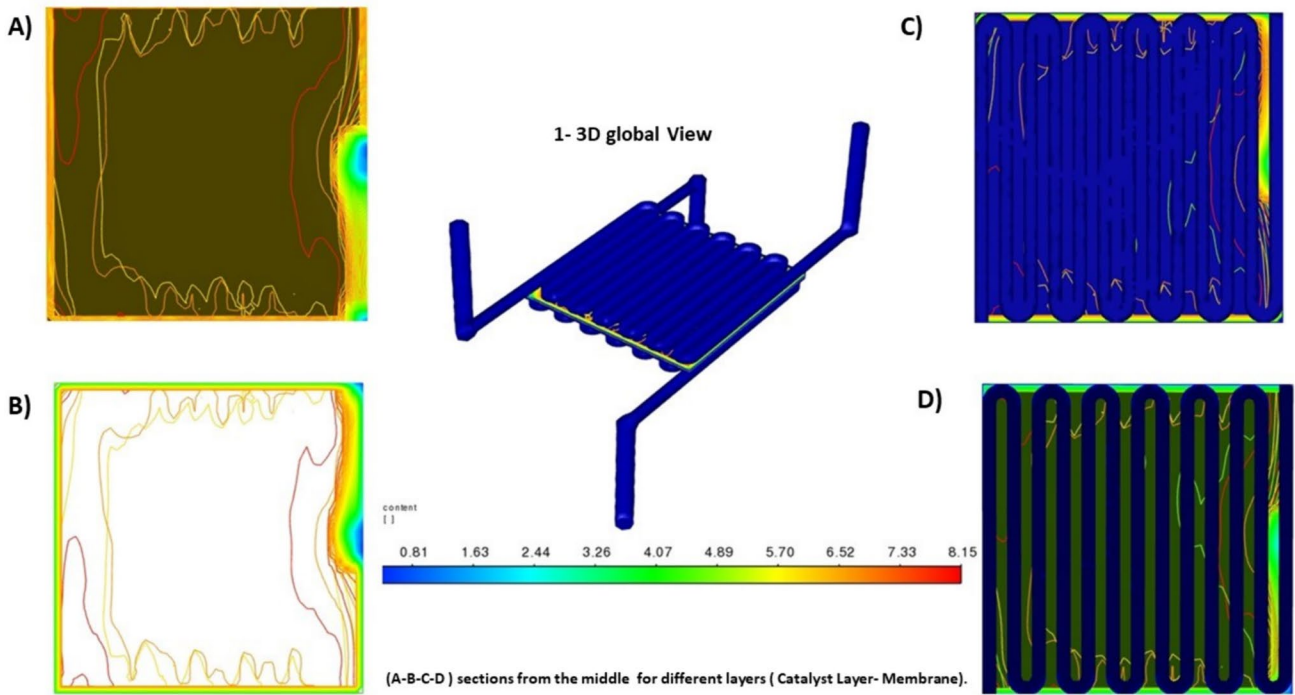 A)
C)
1- 3D global View
B)
D)
content
[ ]
0.81 1.63 2.44 3.26 4.07 4.89 5.70 6.52 7.33 8.15
(A-B-C-D ) sections from the middle for different layers ( Catalyst Layer- Membrane).